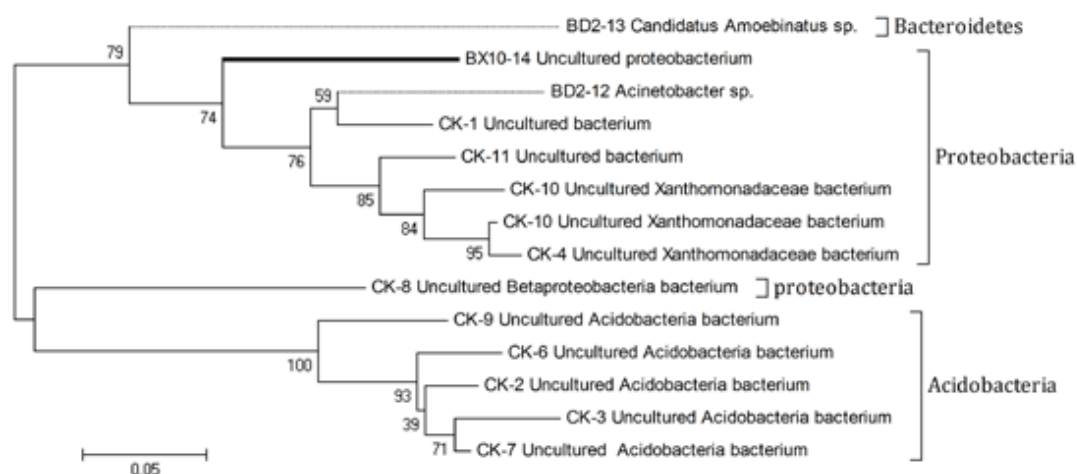 BD2-13 Candidatus Amoebinatus sp. Bacteroidetes
79
BX10-14 Uncultured proteobacterium
59 BD2-12 Acinetobacter sp.
74
CK-1 Uncultured bacterium
76
CK-11 Uncultured bacterium
Proteobacteria
85
CK-10 Uncultured Xanthomonadaceae bacterium
84
CK-10 Uncultured Xanthomonadaceae bacterium
95 CK-4 Uncultured Xanthomonadaceae bacterium
CK-8 Uncultured Betaproteobacteria bacterium proteobacteria
CK-9 Uncultured Acidobacteria bacterium
100
CK-6 Uncultured Acidobacteria bacterium
93
CK-2 Uncultured Acidobacteria bacterium
Acidobacteria
39
CK-3 Uncultured Acidobacteria bacterium
71 CK-7 Uncultured Acidobacteria bacterium
0.05